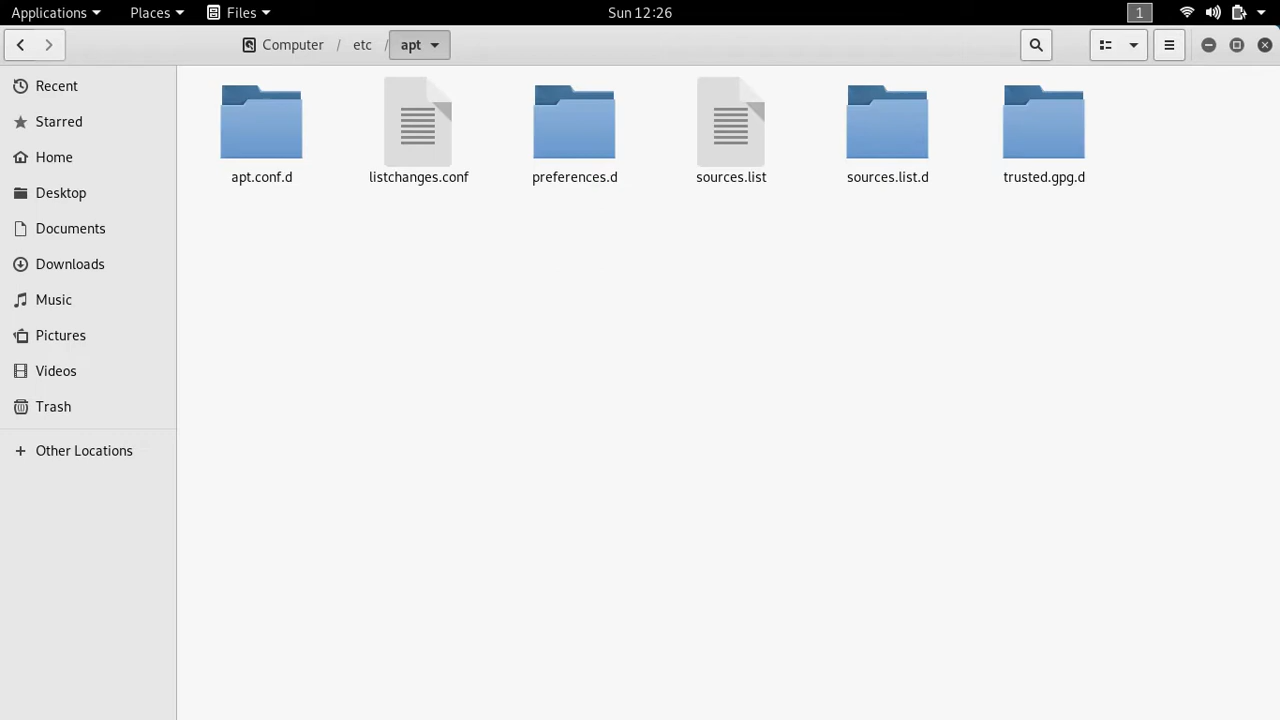 Applications Places Files Sun 12:26 1
Computer / etc / apt
Recent
Starred
Home
Desktop
Documents
Downloads
Music
Pictures
Videos
Trash
+ Other Locations
apt.conf.d listchanges.conf preferences.d sources.list sources.list.d trusted.gpg.d